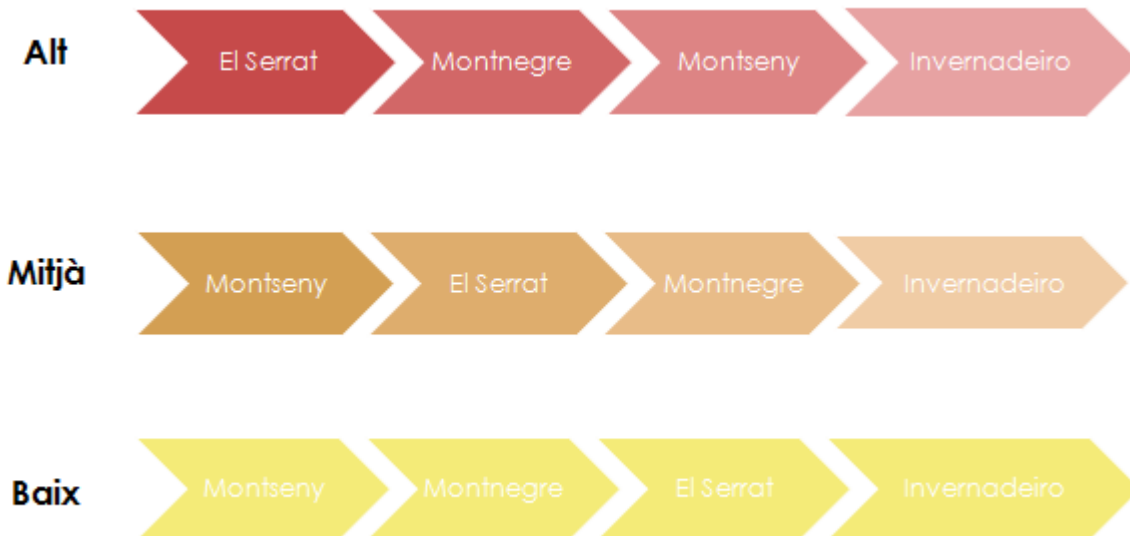 Alt
El Serrat
Montnegre
Montseny
Invernadeiro
Mitjà
Montseny
El Serrat
Montnegre
Invernadeiro
Baix
Montseny
Montnegre
El Serrat
Invernadeiro